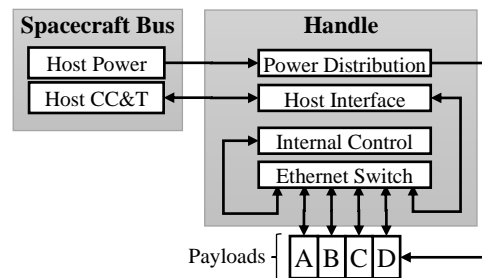 Spacecraft Bus
Host Power
Host CC&T
Handle
Power Distribution
Host Interface
Internal Control
Ethernet Switch
Payloads
A B C D